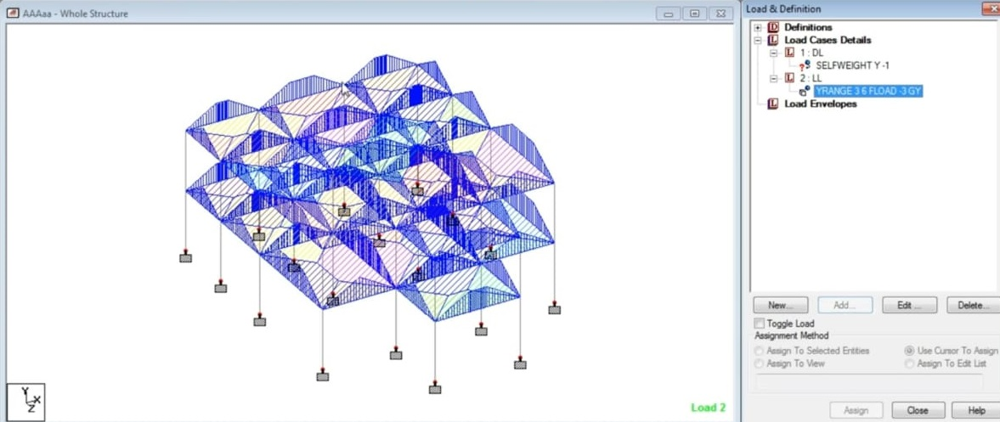 AAAaa - Whole Structure
Load & Definition
Definitions
Load Cases Details
1 : DL
SELFWEIGHT Y -1
2 : LL
YRANGE 3 6 FLOAD -3 GY
Load Envelopes
New...
Add...
Edit ...
Delete...
Toggle Load
Assignment Method
Assign To Selected Entities
Use Cursor To Assign
Assign To View
Assign To Edit List
Y
X
Z
Load 2
Assign
Close
Help